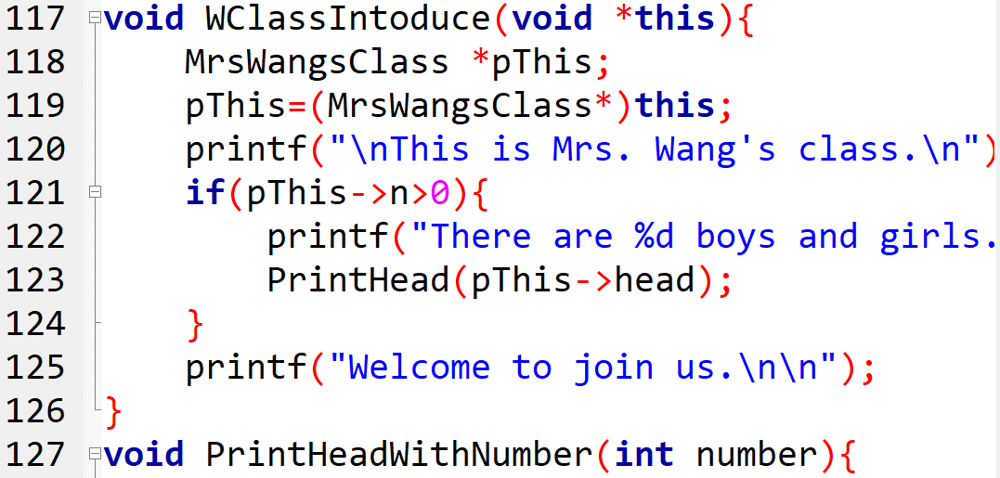 117 void WClassIntoduce(void *this){
118 MrsWangsClass *pThis;
119 pThis=(MrsWangsClass*)this;
120 printf("\nThis is Mrs. Wang's class.\n")
121 if(pThis->n>0){
122 printf("There are %d boys and girls.
123 PrintHead(pThis->head);
124 }
125 printf("Welcome to join us.\n\n");
126 }
127 void PrintHeadWithNumber(int number){